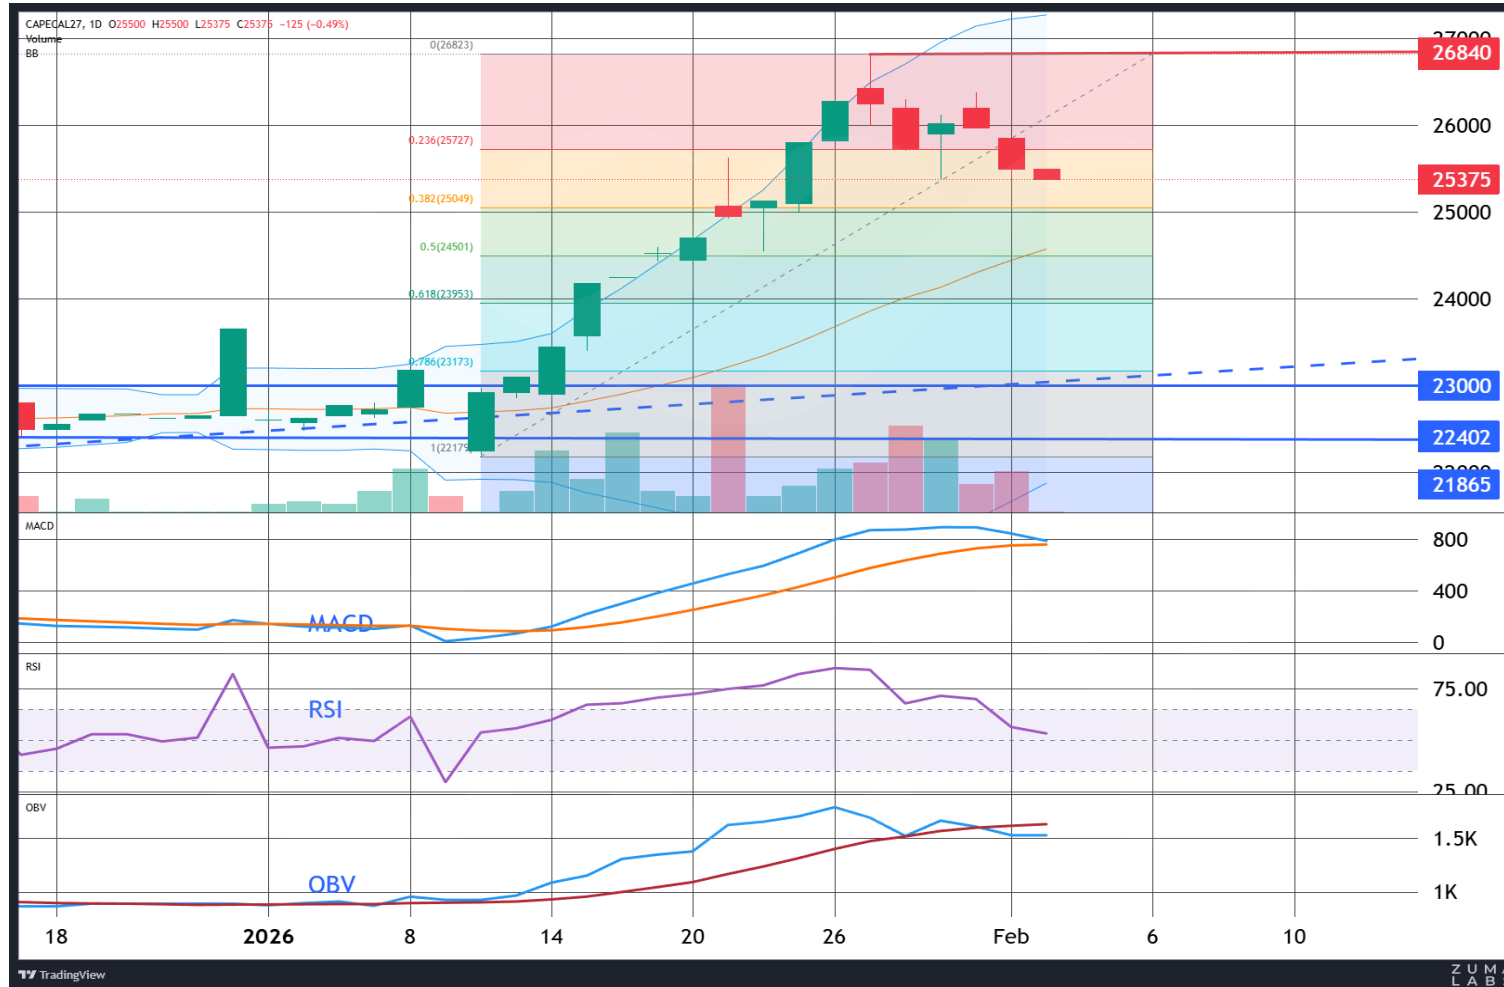 CAPECAL27, 1D O25500 H25500 L25375 C25375 −125 (−0.49%)
Volume
BB
0(26823)
0.236(25727)
0.382(25049)
0.5(24501)
0.618(23953)
0.786(23173)
1(22179)
27000
26840
26000
25375
25000
24000
23000
22402
22000
21865
MACD
MACD
800
400
0
RSI
RSI
75.00
25.00
OBV
OBV
1.5K
1K
18
2026
8
14
20
26
Feb
6
10
TradingView
ZUM
LAB